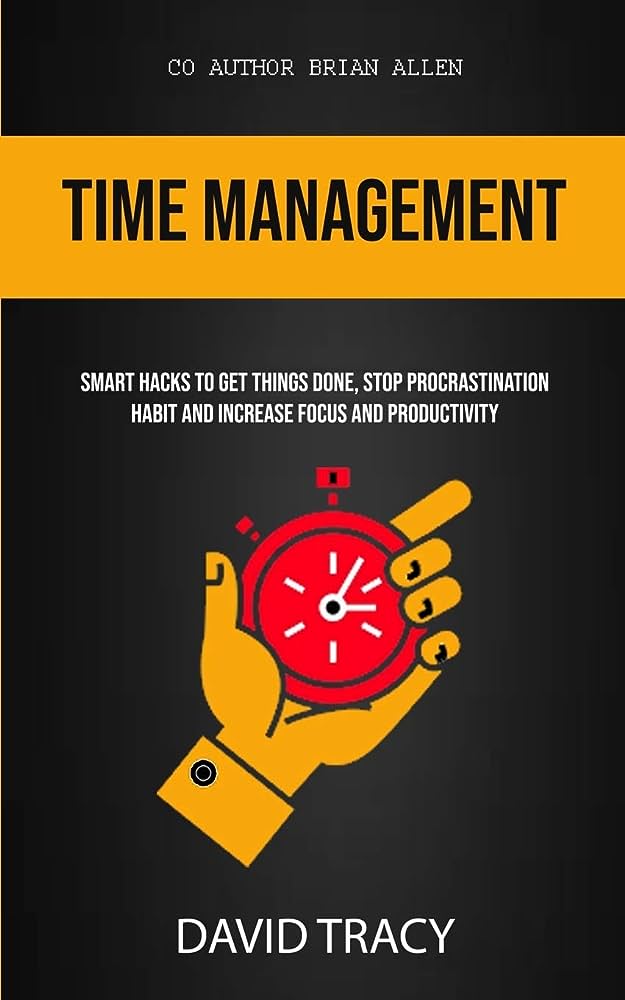 CO AUTHOR BRIAN ALLEN
TIME MANAGEMENT
SMART HACKS TO GET THINGS DONE, STOP PROCRASTINATION
HABIT AND INCREASE FOCUS AND PRODUCTIVITY
DAVID TRACY